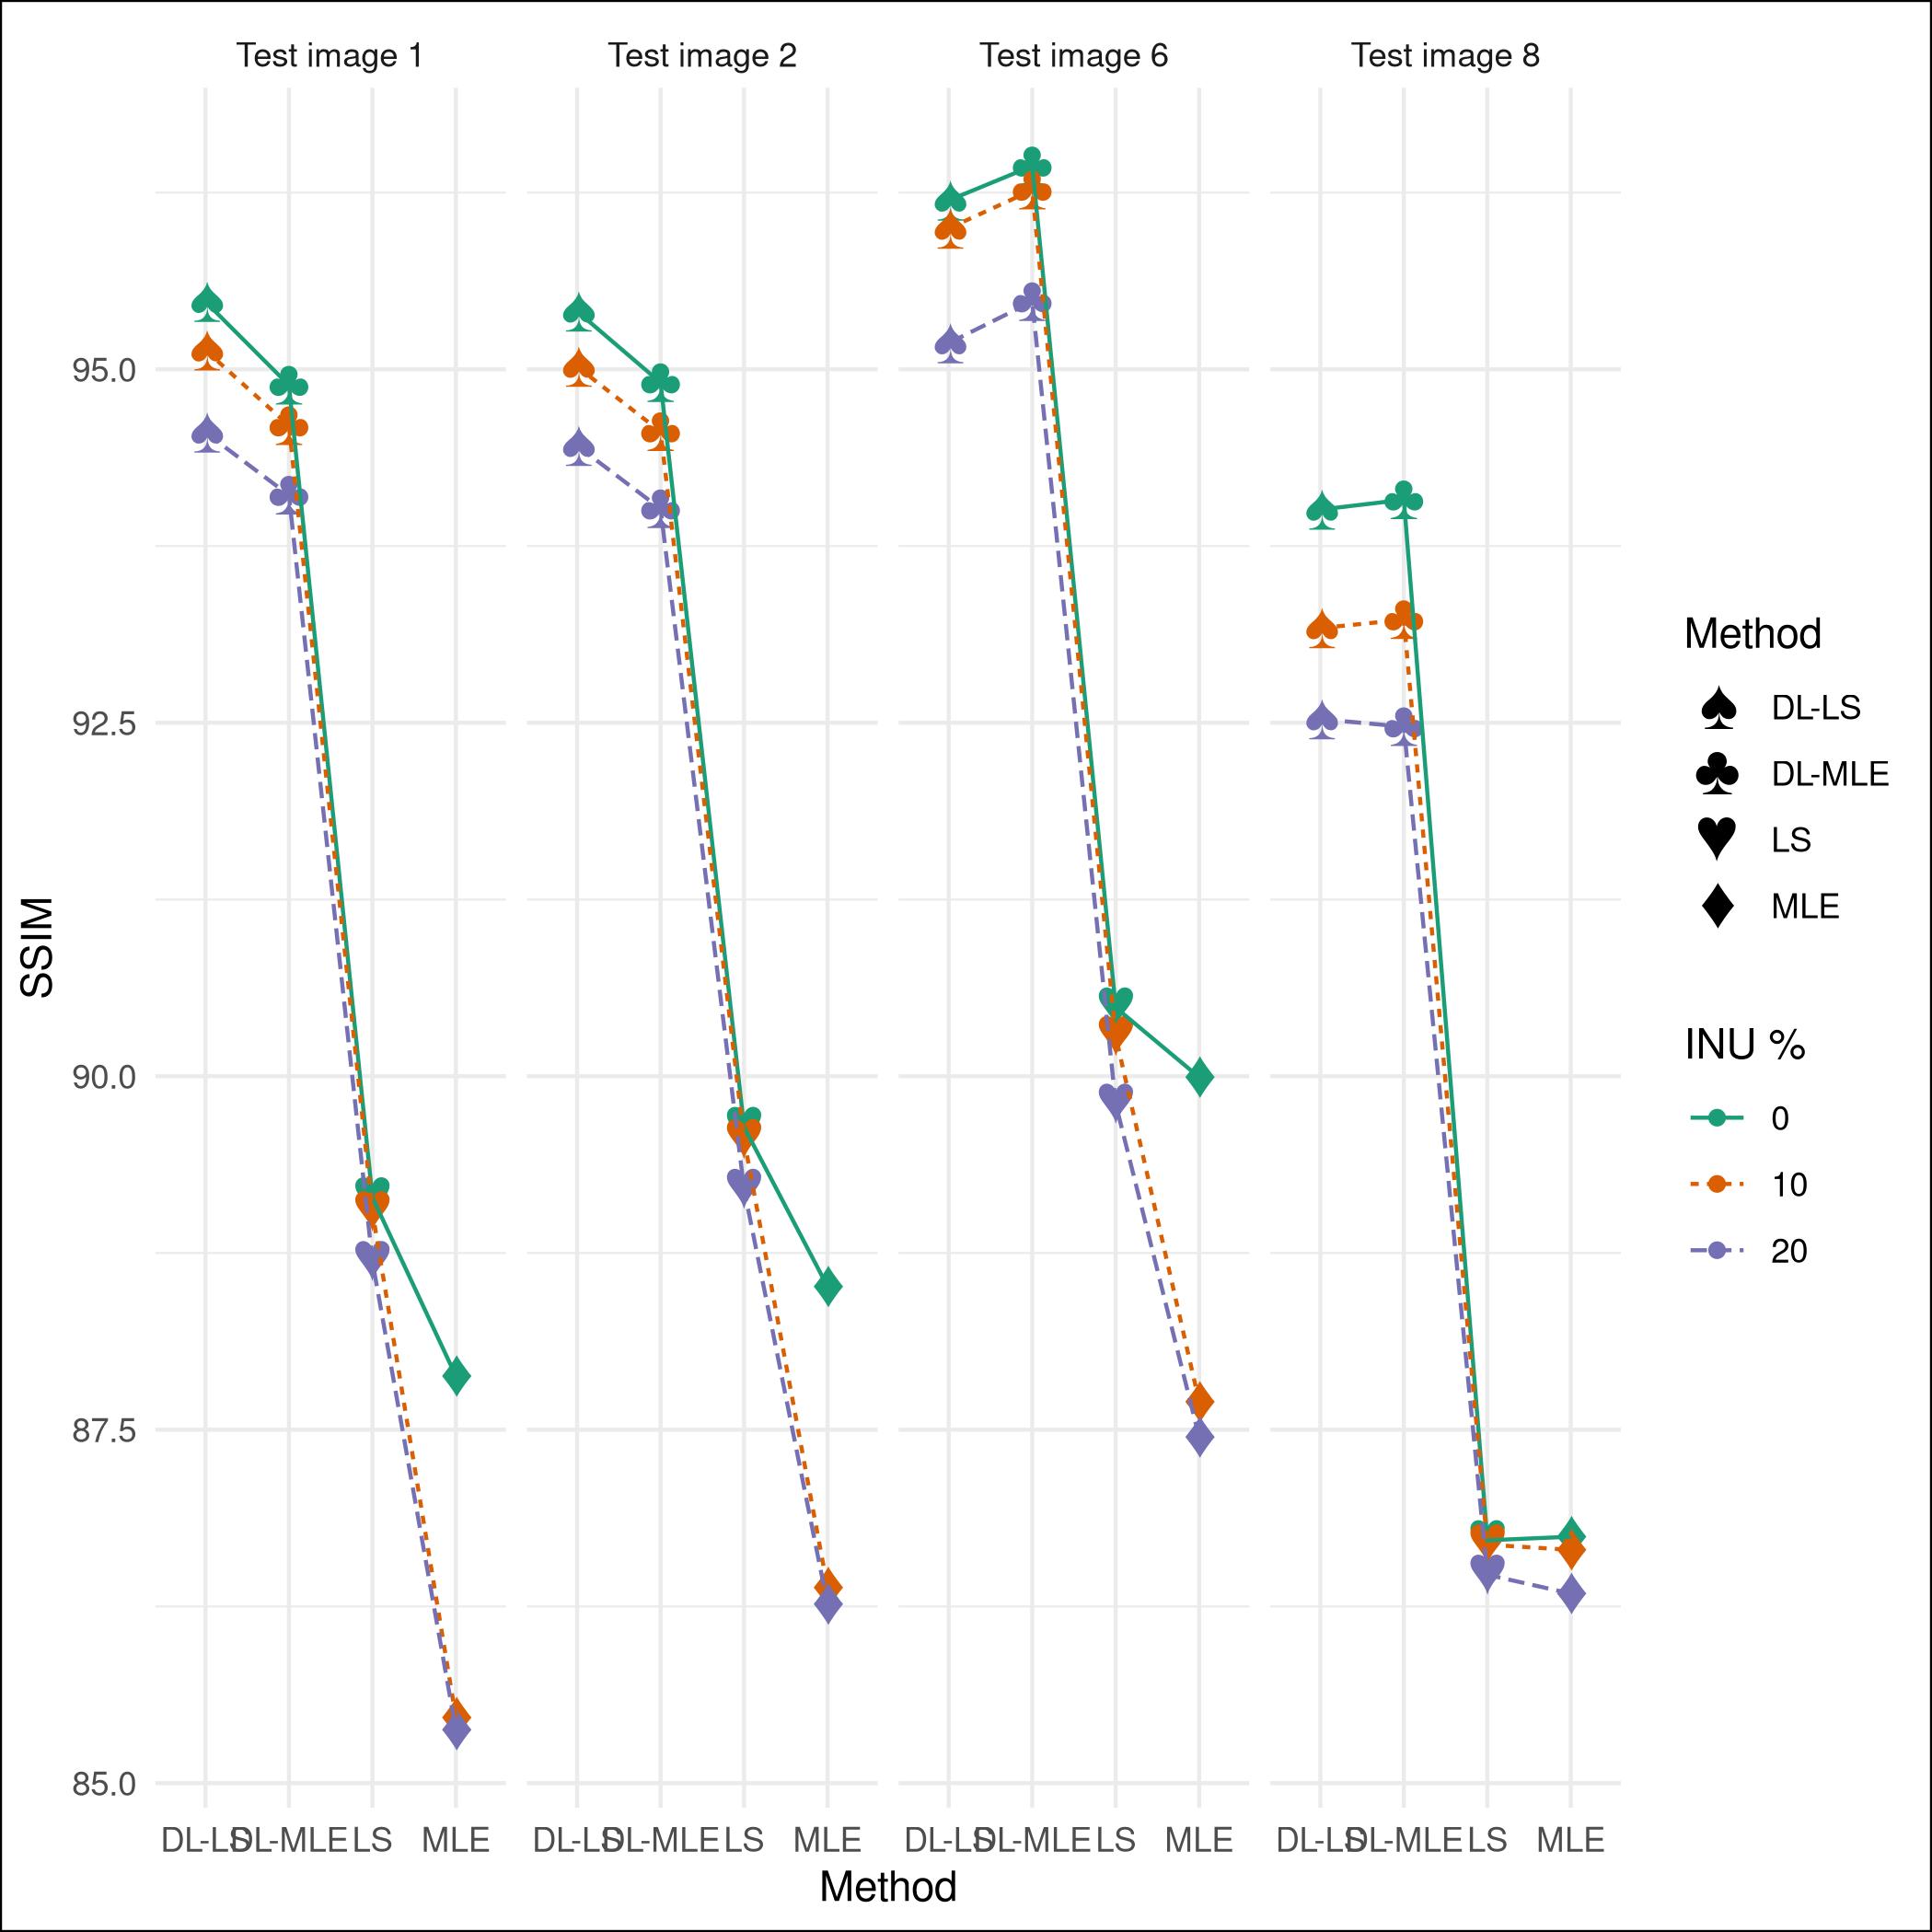 Test image 1
Test image 2
Test image 6
Test image 8
95.0
92.5
90.0
87.5
85.0
SSIM
DL-LS DL-MLE LS MLE
DL-LS DL-MLE LS MLE
DL-LS DL-MLE LS MLE
DL-LS DL-MLE LS MLE
Method
Method
DL-LS
DL-MLE
LS
MLE
INU %
0
10
20